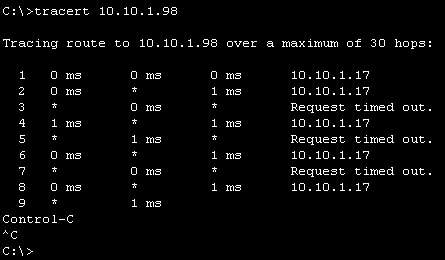 C:\>tracert 10.10.1.98
Tracing route to 10.10.1.98 over a maximum of 30 hops:
1 0 ms 0 ms 0 ms 10.10.1.17
2 0 ms * 1 ms 10.10.1.17
3 * 0 ms * Request timed out.
4 1 ms * 1 ms 10.10.1.17
5 * 1 ms * Request timed out.
6 0 ms * 1 ms 10.10.1.17
7 * 0 ms * Request timed out.
8 0 ms * 1 ms 10.10.1.17
9 * 1 ms
Control-C
^C
C:\>